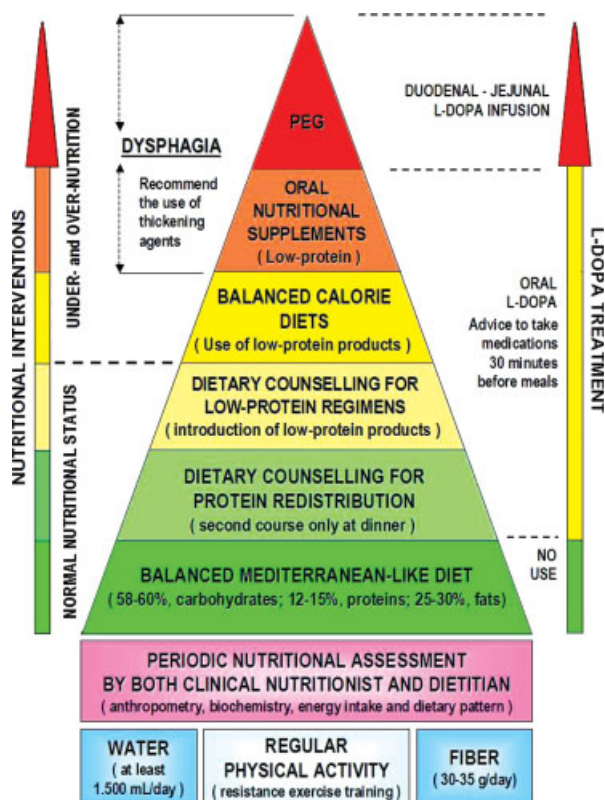 NUTRITIONAL INTERVENTIONS
UNDER- and OVER-NUTRITION
NORMAL NUTRITIONAL STATUS
DYSPHAGIA
Recommend
the use of
thickening
agents
PEG
ORAL
NUTRITIONAL
SUPPLEMENTS
( Low-protein )
BALANCED CALORIE
DIETS
( Use of low-protein products )
DIETARY COUNSELLING FOR
LOW-PROTEIN REGIMENS
( introduction of low-protein products )
DIETARY COUNSELLING FOR
PROTEIN REDISTRIBUTION
( second course only at dinner )
BALANCED MEDITERRANEAN-LIKE DIET
( 58-60%, carbohydrates; 12-15%, proteins; 25-30%, fats)
DUODENAL - JEJUNAL
L-DOPA INFUSION
ORAL
L-DOPA
Advice to take
medications
30 minutes
before meals
NO
USE
L-DOPA TREATMENT
PERIODIC NUTRITIONAL ASSESSMENT
BY BOTH CLINICAL NUTRITIONIST AND DIETITIAN
( anthropometry, biochemistry, energy intake and dietary pattern )
WATER
( at least
1.500 mL/day )
REGULAR
PHYSICAL ACTIVITY
( resistance exercise training )
FIBER
( 30-35 g/day)